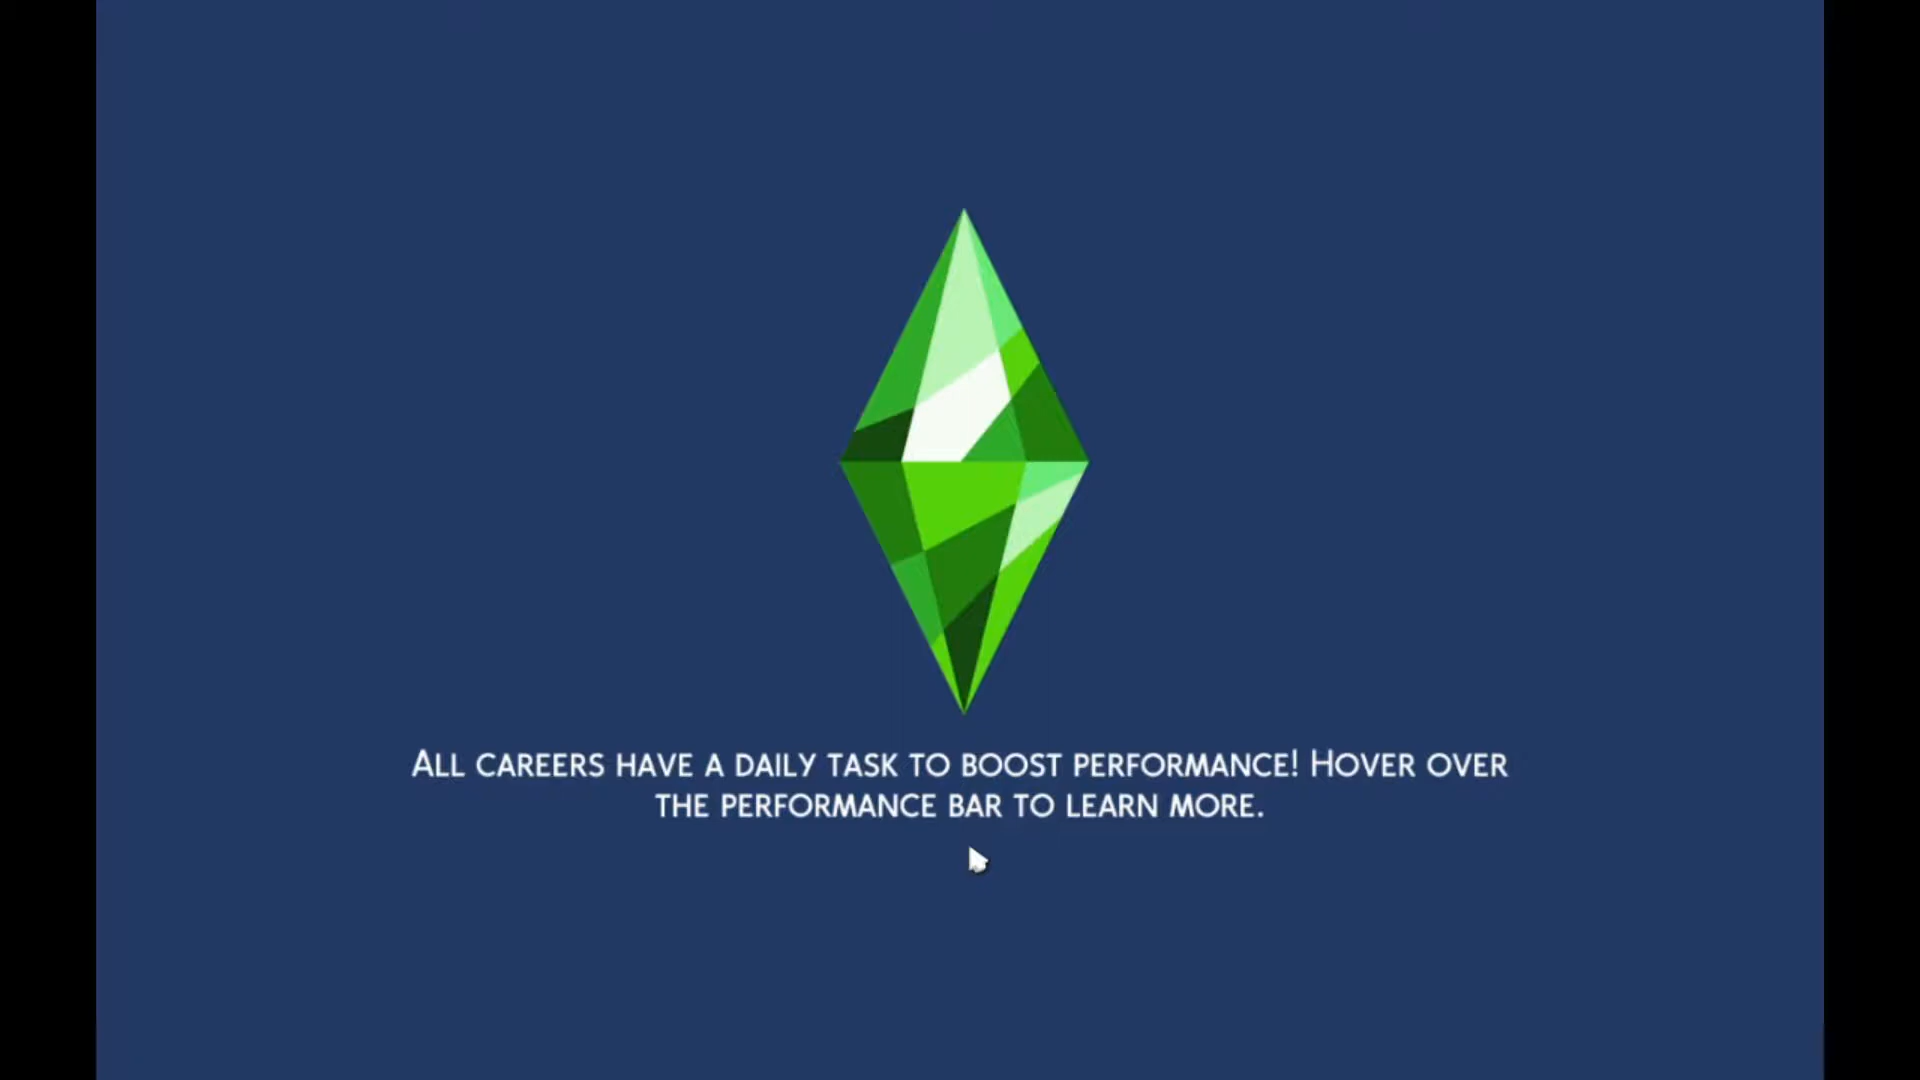 All careers have a daily task to boost performance! Hover over
the performance bar to learn more.